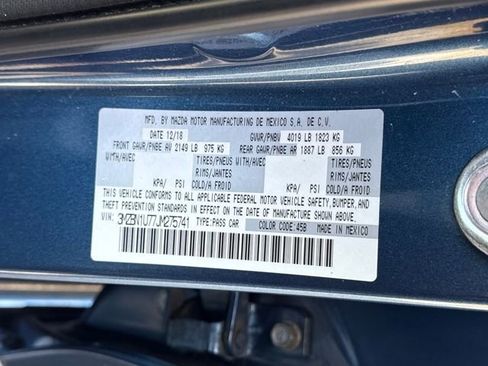 MFD. BY MAZDA MOTOR MANUFACTURING DE MEXICO S.A. DE C.V.
DATE 12/18 GVWR/PNBV 4019 LB 1823 KG
FRONT GAWR/PNBE AV 2149 LB 975 KG REAR GAWR/PNBE AR 1887 LB 856 KG
WITH/AVEC TIRES/PNEUS WITH/AVEC TIRES/PNEUS
RIMS/JANTES RIMS/JANTES
KPA/ PSI COLD/A FROID KPA/ PSI COLD/A FROID
THIS VEHICLE CONFORMS TO ALL APPLICABLE FEDERAL MOTOR VEHICLE SAFETY, BUMPER, AND
THEFT PREVENTION STANDARDS IN EFFECT ON THE DATE OF MANUFACTURE SHOWN ABOVE.
VIN: 3MZBN1U77JM275741 TYPE: PASS CAR COLOR CODE: 45B MADE IN MEXICO